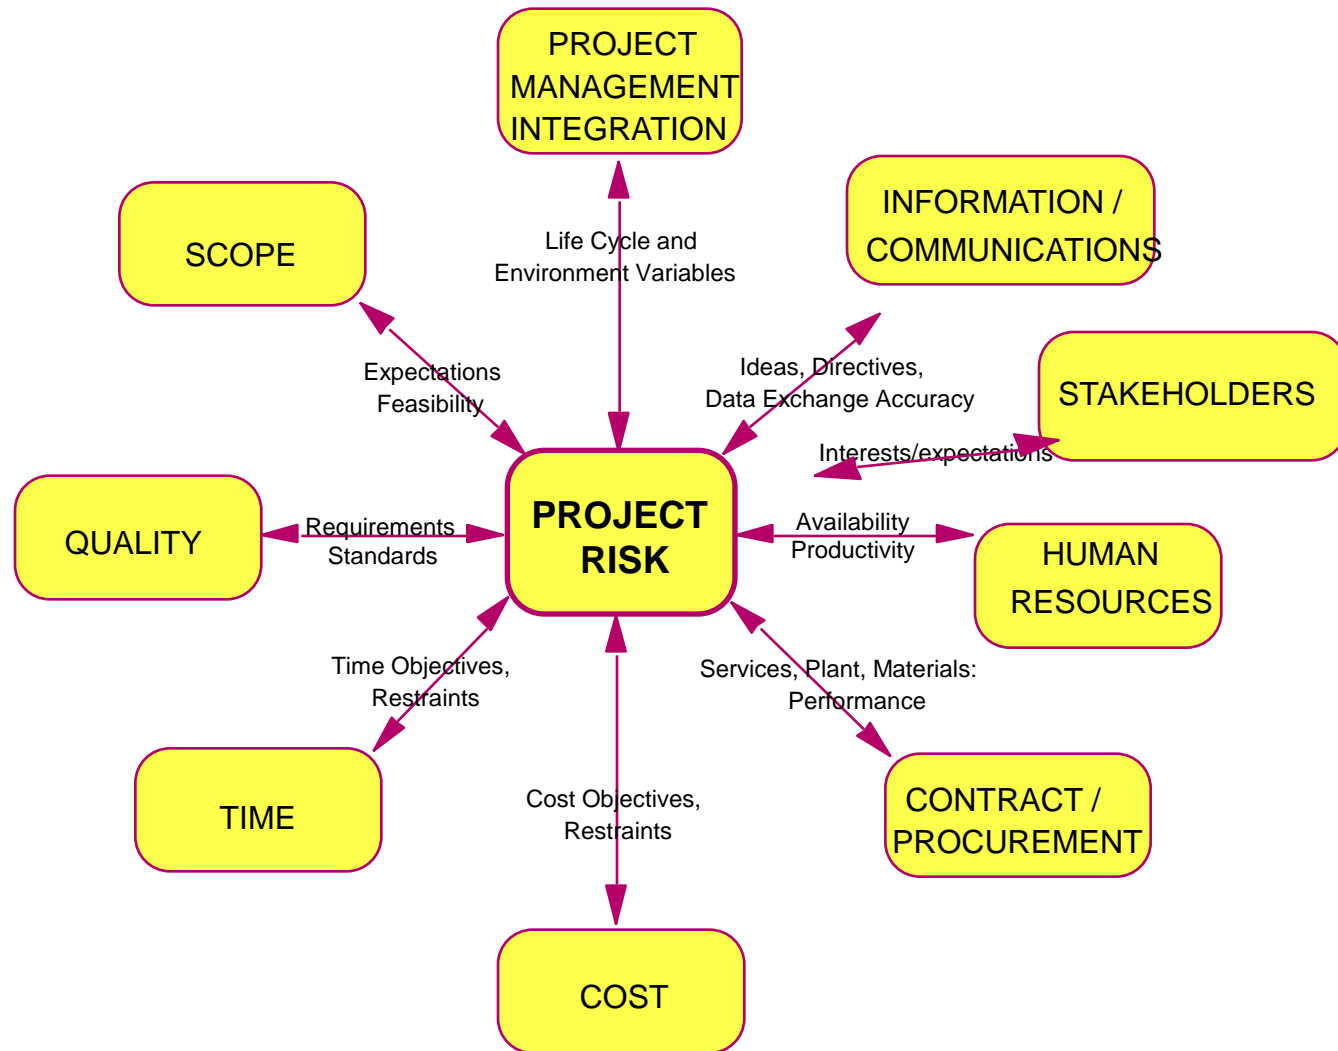 PROJECT
MANAGEMENT
INTEGRATION
INFORMATION /
COMMUNICATIONS
SCOPE
Life Cycle and
Environment Variables
Expectations
Feasibility
Ideas, Directives,
Data Exchange Accuracy
STAKEHOLDERS
Interests/expectations
QUALITY
Requirements
Standards
PROJECT
RISK
Availability
Productivity
HUMAN
RESOURCES
Time Objectives,
Restraints
Services, Plant, Materials:
Performance
TIME
Cost Objectives,
Restraints
CONTRACT /
PROCUREMENT
COST